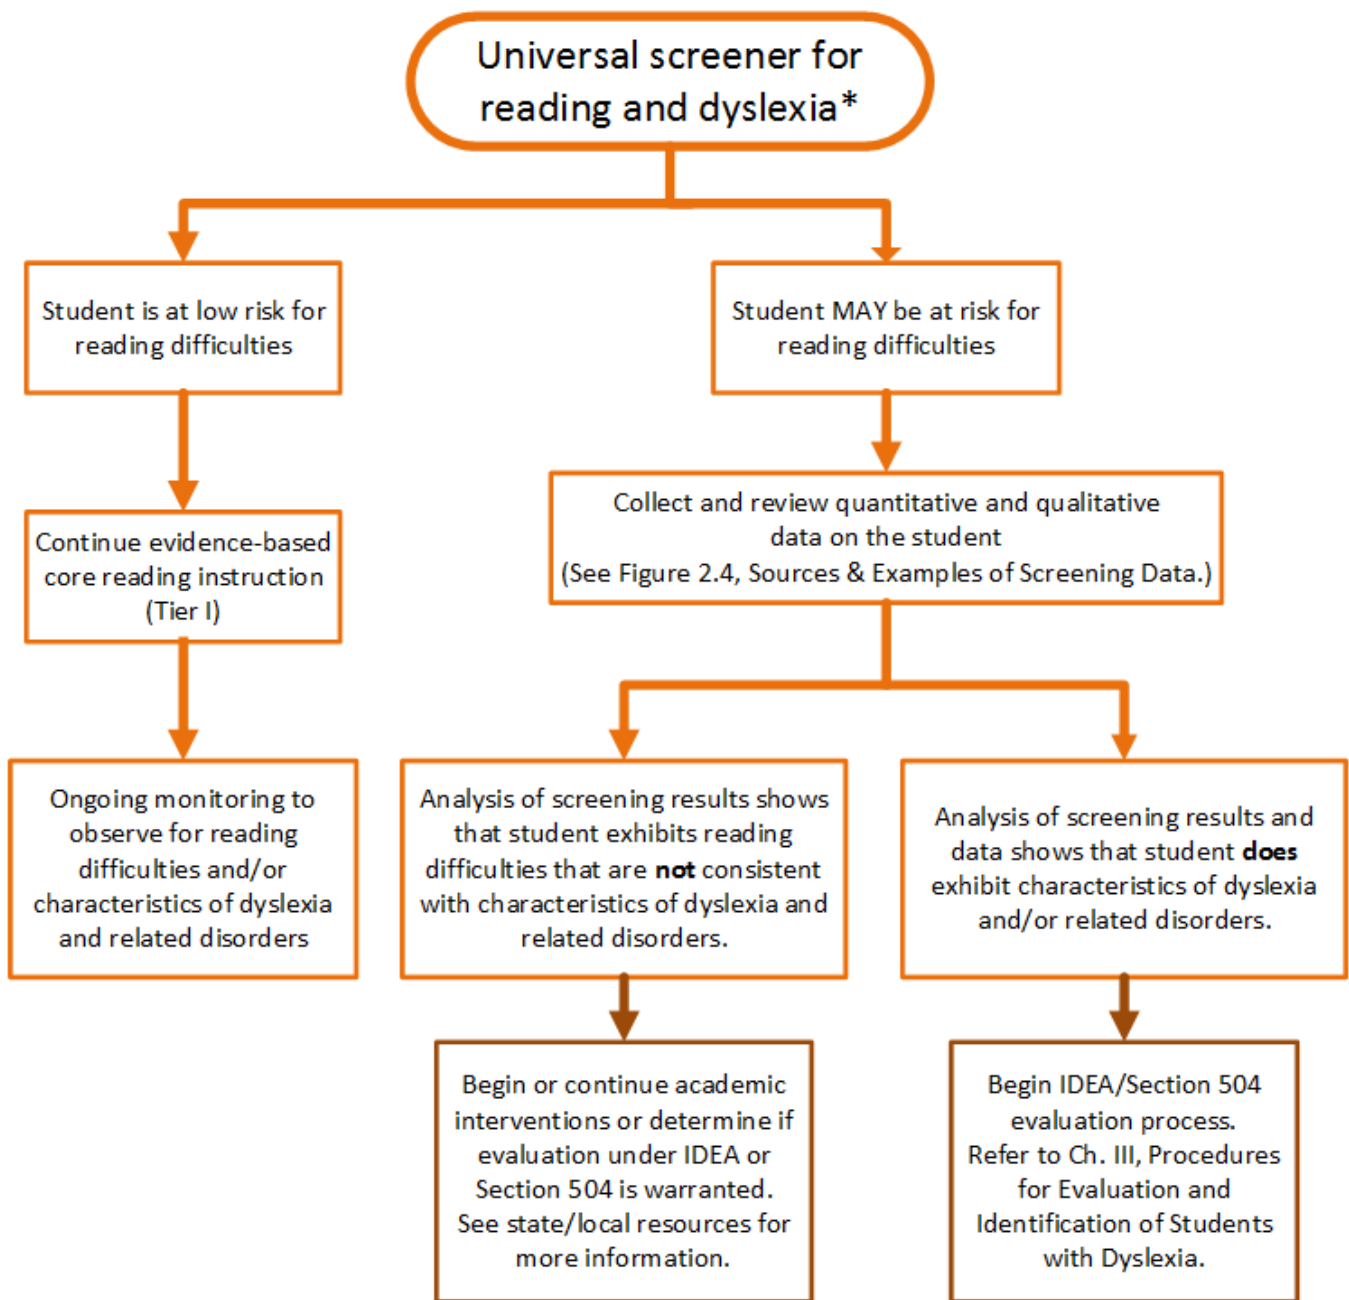 Universal screener for
reading and dyslexia*
Student is at low risk for
reading difficulties
Student MAY be at risk for
reading difficulties
Continue evidence-based
core reading instruction
(Tier I)
Collect and review quantitative and qualitative
data on the student
(See Figure 2.4, Sources & Examples of Screening Data.)
Ongoing monitoring to
observe for reading
difficulties and/or
characteristics of dyslexia
and related disorders
Analysis of screening results shows
that student exhibits reading
difficulties that are not consistent
with characteristics of dyslexia and
related disorders.
Analysis of screening results and
data shows that student does
exhibit characteristics of dyslexia
and/or related disorders.
Begin or continue academic
interventions or determine if
evaluation under IDEA or
Section 504 is warranted.
See state/local resources for
more information.
Begin IDEA/Section 504
evaluation process.
Refer to Ch. III, Procedures
for Evaluation and
Identification of Students
with Dyslexia.